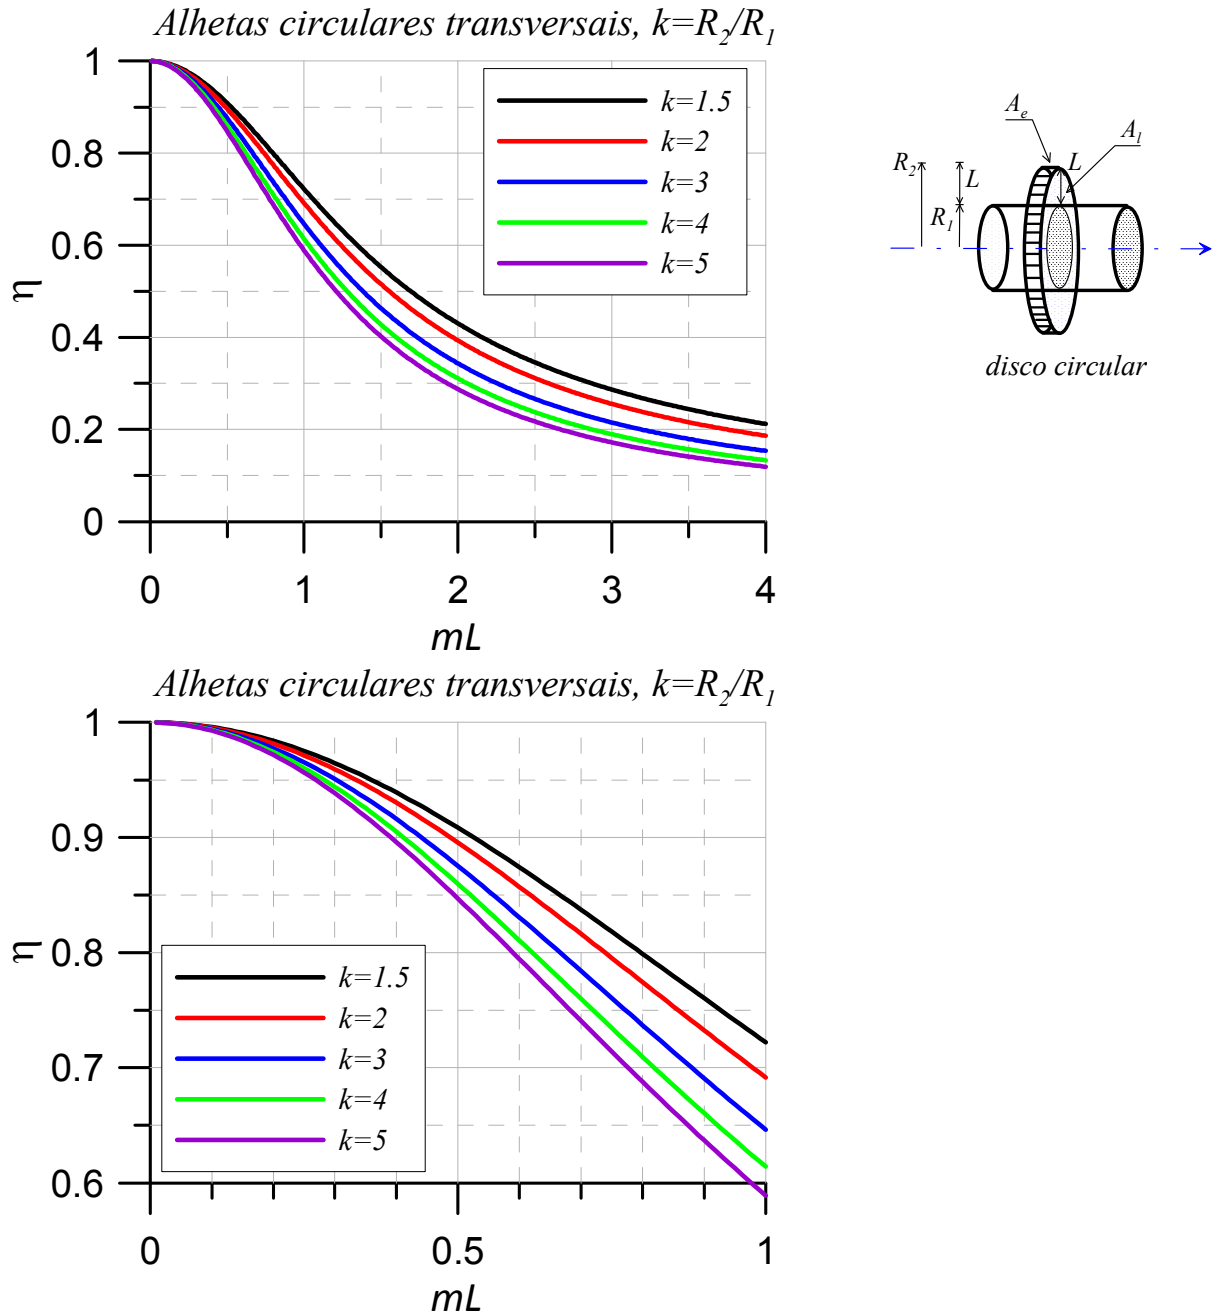 Alhetas circulares transversais, k=R₂/R₁
1
0.8
0.6
0.4
0.2
0
η
k=1.5
k=2
k=3
k=4
k=5
0 1 2 3 4
mL
Aₑ
Aₗ
R₂
L
L
R₁
disco circular
Alhetas circulares transversais, k=R₂/R₁
1
0.9
0.8
0.7
0.6
η
k=1.5
k=2
k=3
k=4
k=5
0 0.5 1
mL